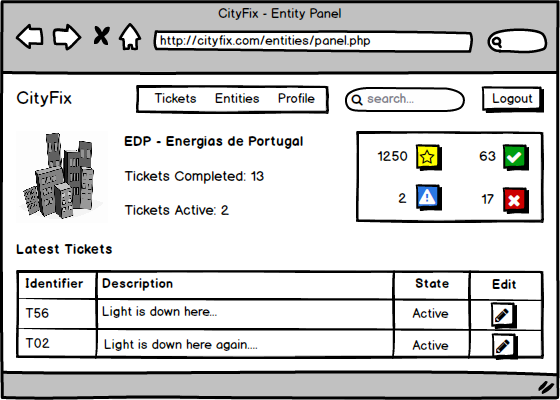 CityFix - Entity Panel
http://cityfix.com/entities/panel.php
CityFix
Tickets Entities Profile
search...
Logout
EDP - Energias de Portugal
Tickets Completed: 13
Tickets Active: 2
1250 63
2 17
Latest Tickets
Identifier Description State Edit
T56 Light is down here... Active
T02 Light is down here again.... Active